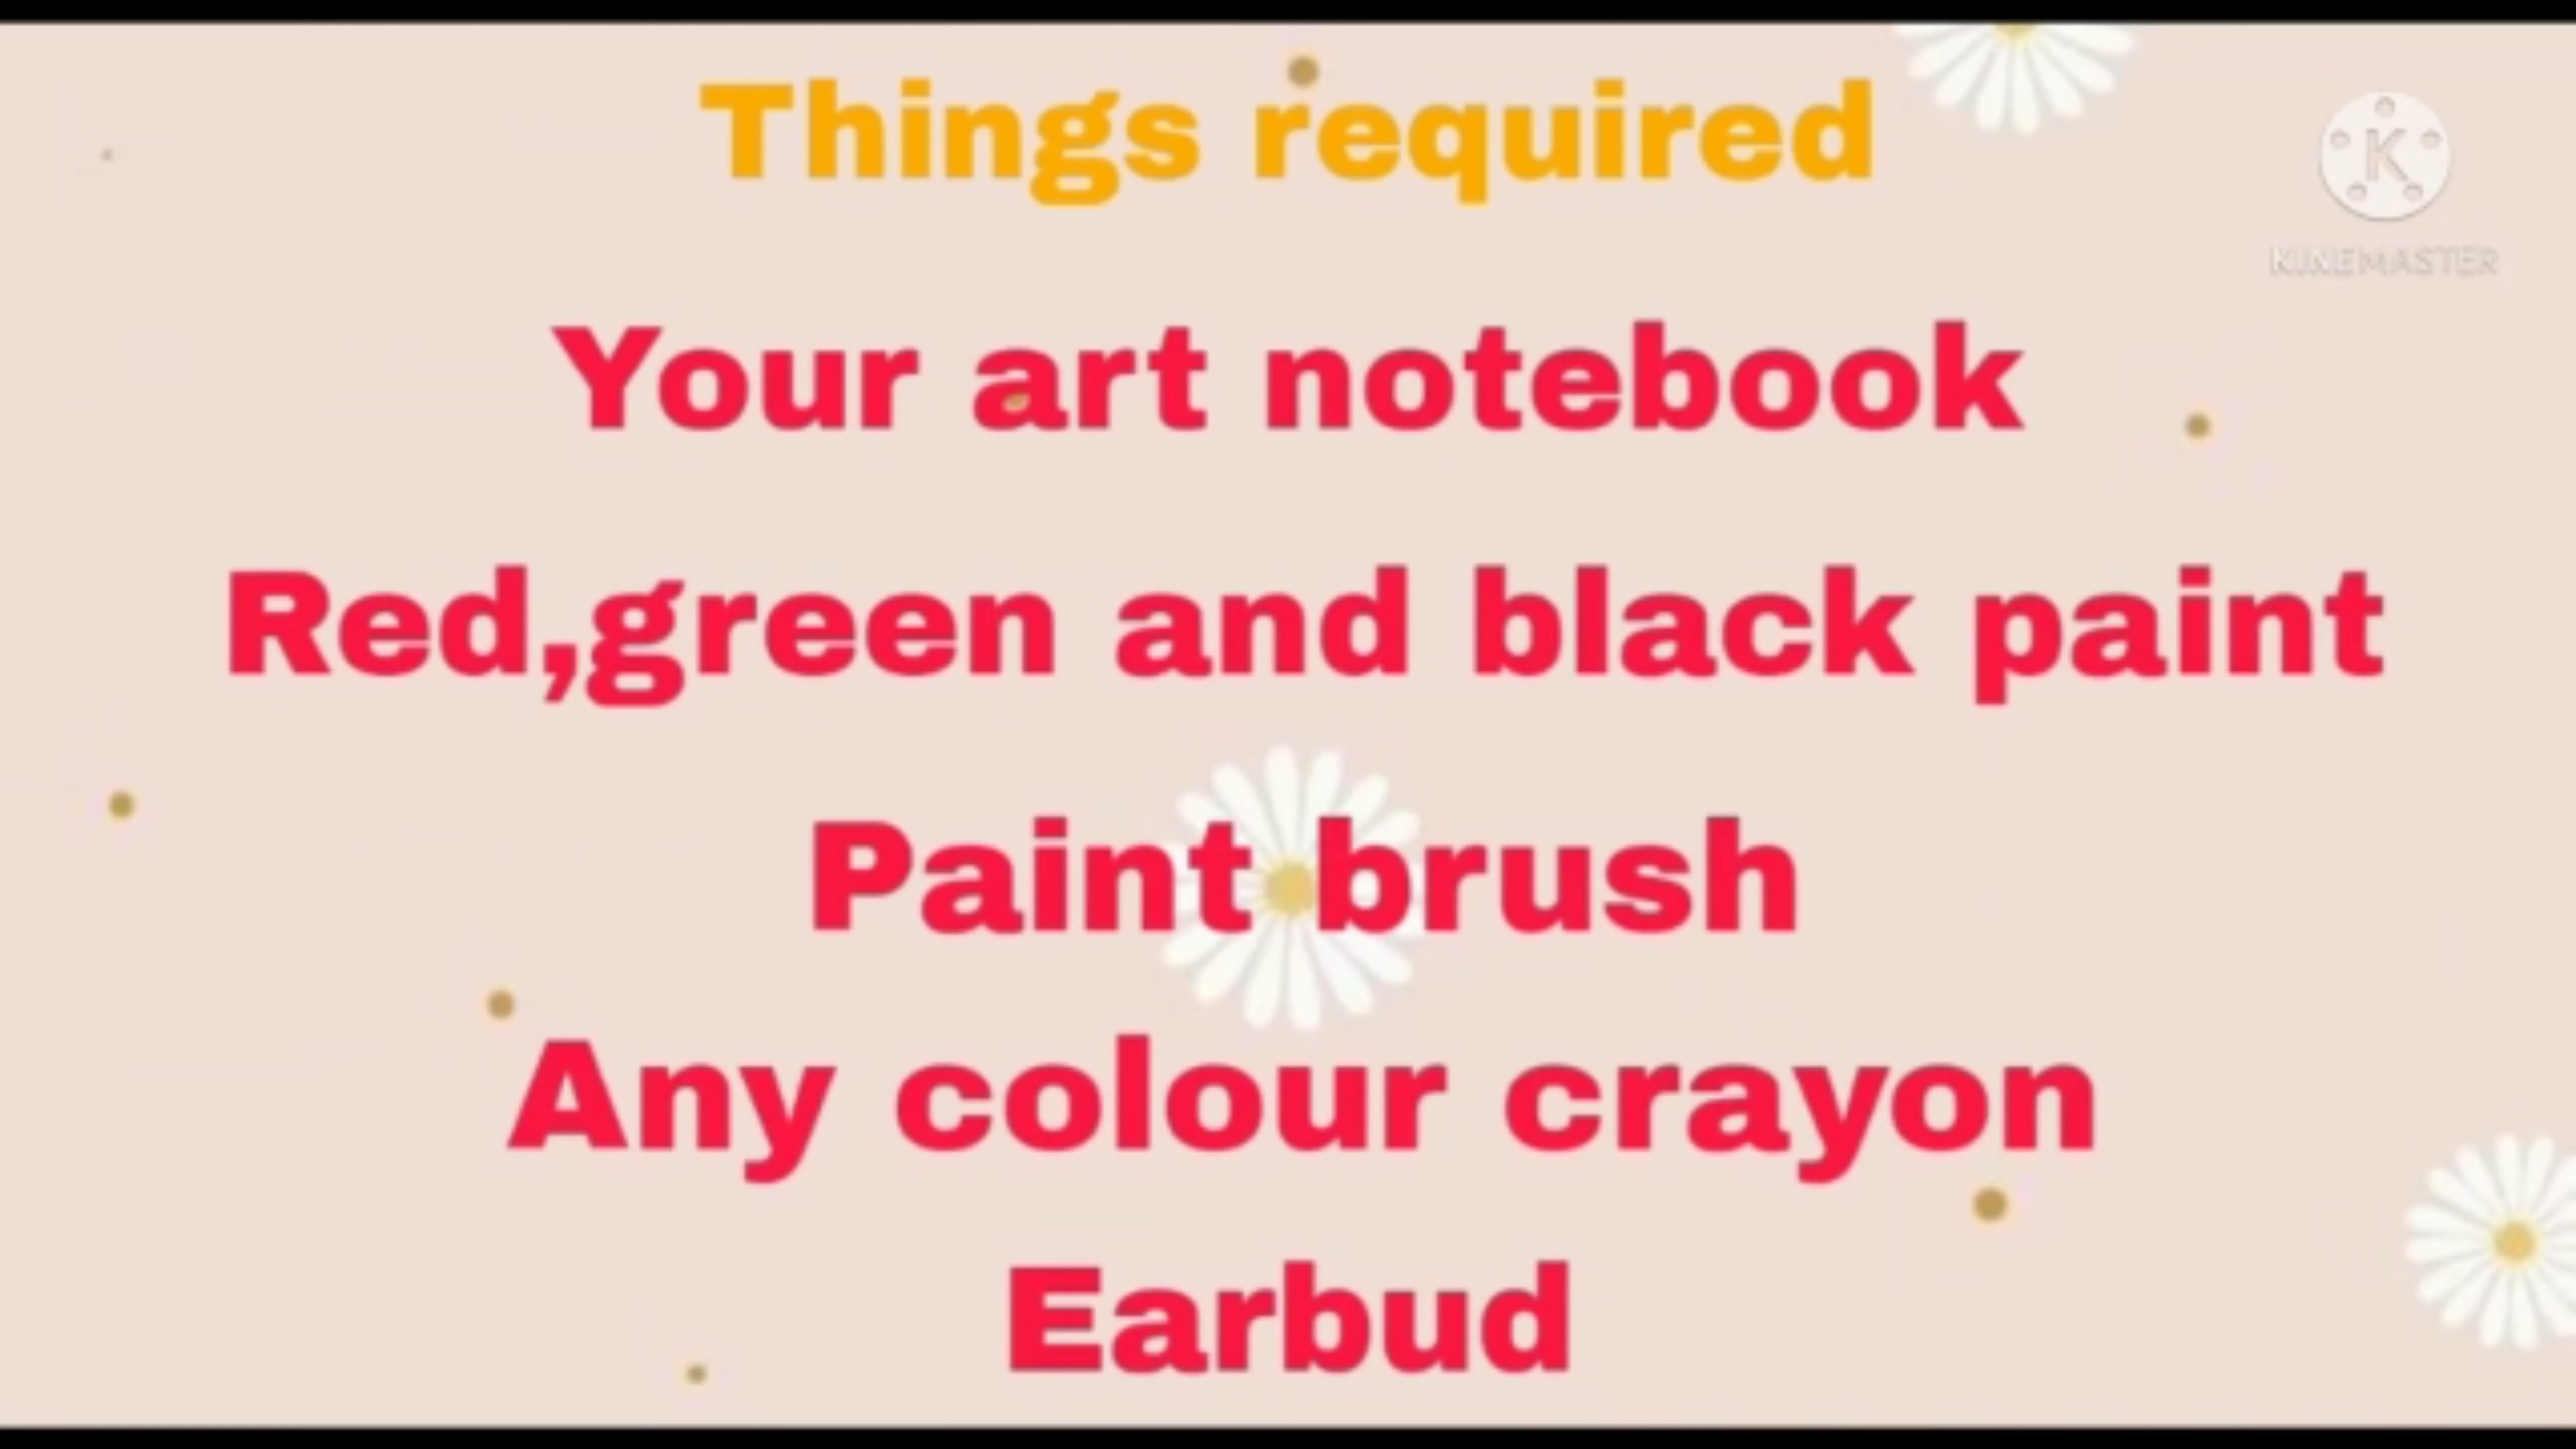 Things required
K
KINEMASTER
Your art notebook
Red,green and black paint
Paint brush
Any colour crayon
Earbud